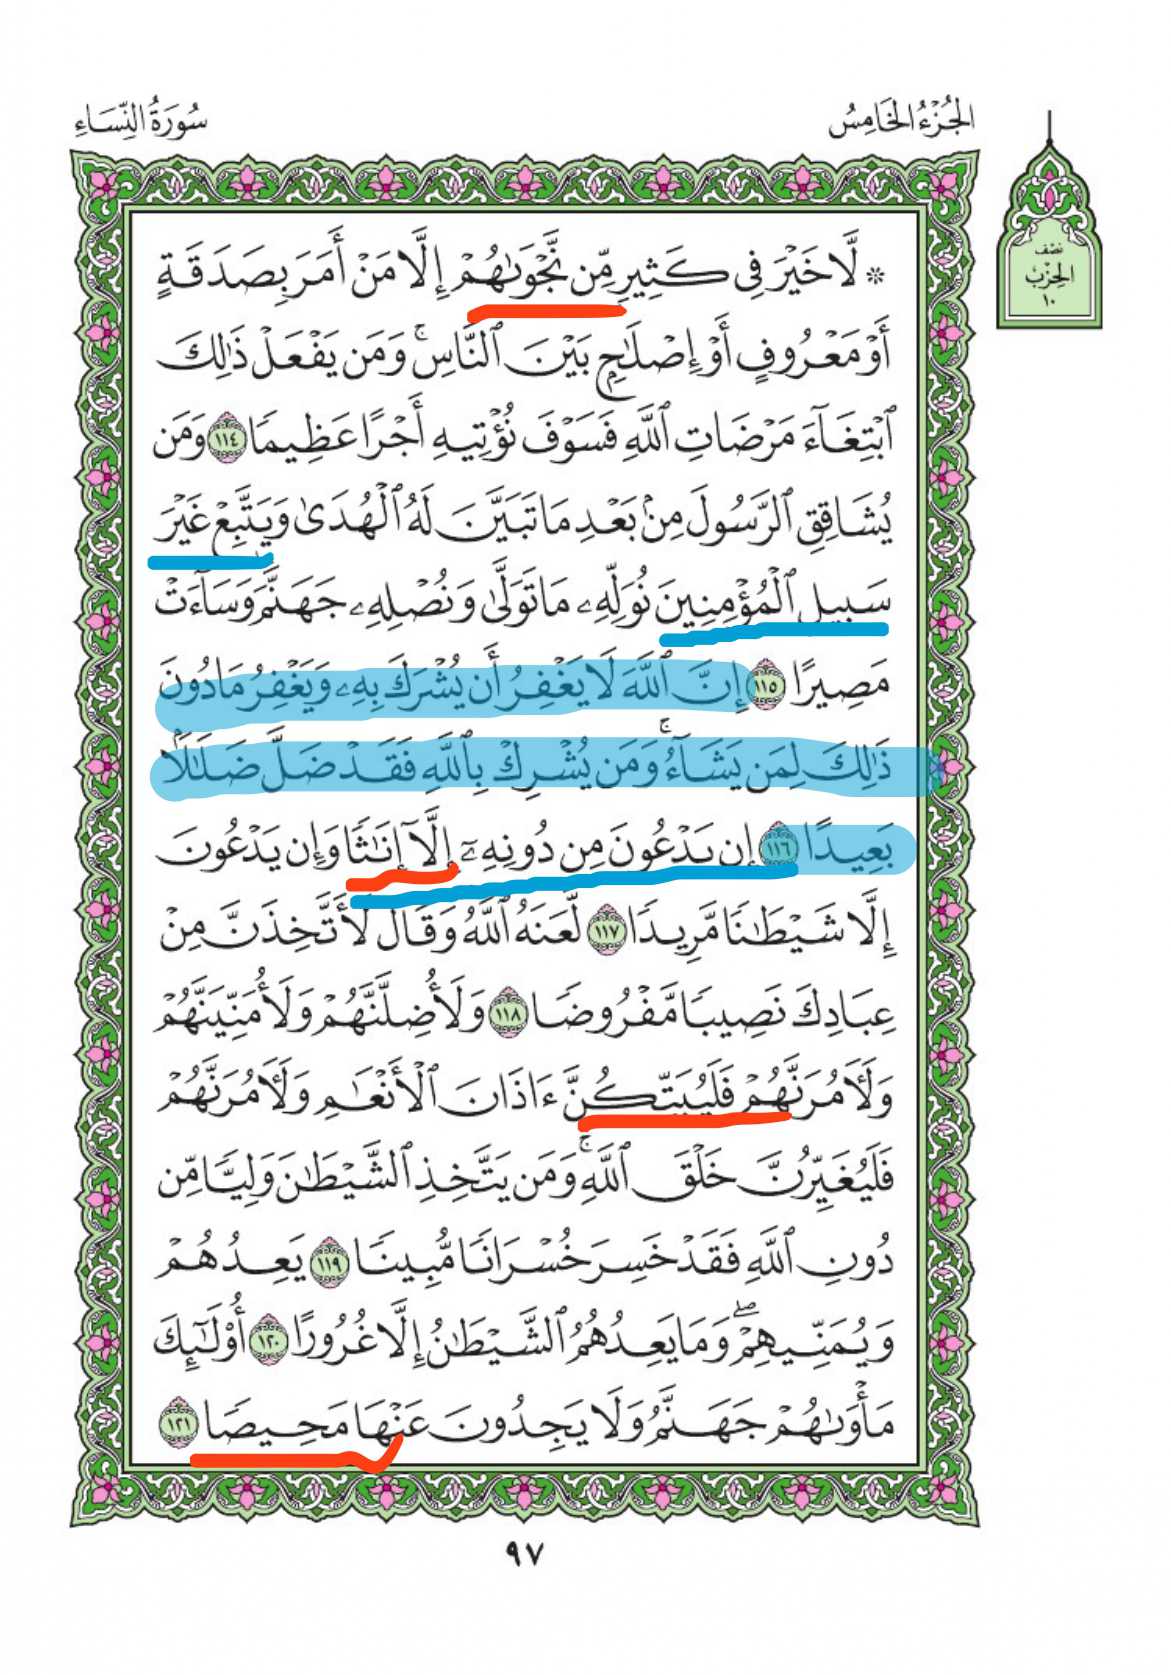 الجُزْءُ الخَامِسُ
سُورَةُ النِّسَاءِ
نصف
الحزب
١٠
۞ لَّا خَيْرَ فِى كَثِيرٍ مِّن نَّجْوَىٰهُمْ إِلَّا مَنْ أَمَرَ بِصَدَقَةٍ
أَوْ مَعْرُوفٍ أَوْ إِصْلَٰحٍۭ بَيْنَ ٱلنَّاسِۚ وَمَن يَفْعَلْ ذَٰلِكَ
ٱبْتِغَآءَ مَرْضَاتِ ٱللَّهِ فَسَوْفَ نُؤْتِيهِ أَجْرًا عَظِيمًا ١١٤ وَمَن
يُشَاقِقِ ٱلرَّسُولَ مِنۢ بَعْدِ مَا تَبَيَّنَ لَهُ ٱلْهُدَىٰ وَيَتَّبِعْ غَيْرَ
سَبِيلِ ٱلْمُؤْمِنِينَ نُوَلِّهِۦ مَا تَوَلَّىٰ وَنُصْلِهِۦ جَهَنَّمَۖ وَسَآءَتْ
مَصِيرًا ١١٥ إِنَّ ٱللَّهَ لَا يَغْفِرُ أَن يُشْرَكَ بِهِۦ وَيَغْفِرُ مَا دُونَ
ذَٰلِكَ لِمَن يَشَآءُۚ وَمَن يُشْرِكْ بِٱللَّهِ فَقَدْ ضَلَّ ضَلَٰلًۢا
بَعِيدًا ١١٦ إِن يَدْعُونَ مِن دُونِهِۦٓ إِلَّآ إِنَٰثًا وَإِن يَدْعُونَ
إِلَّا شَيْطَٰنًا مَّرِيدًا ١١٧ لَّعَنَهُ ٱللَّهُۘ وَقَالَ لَأَتَّخِذَنَّ مِنْ
عِبَادِكَ نَصِيبًا مَّفْرُوضًا ١١٨ وَلَأُضِلَّنَّهُمْ وَلَأُمَنِّيَنَّهُمْ
وَلَءَامُرَنَّهُمْ فَلَيُبَتِّكُنَّ ءَاذَانَ ٱلْأَنْعَٰمِ وَلَءَامُرَنَّهُمْ
فَلَيُغَيِّرُنَّ خَلْقَ ٱللَّهِۚ وَمَن يَتَّخِذِ ٱلشَّيْطَٰنَ وَلِيًّا مِّن
دُونِ ٱللَّهِ فَقَدْ خَسِرَ خُسْرَانًا مُّبِينًا ١١٩ يَعِدُهُمْ
وَيُمَنِّيهِمْۖ وَمَا يَعِدُهُمُ ٱلشَّيْطَٰنُ إِلَّا غُرُورًا ١٢٠ أُو۟لَٰٓئِكَ
مَأْوَىٰهُمْ جَهَنَّمُ وَلَا يَجِدُونَ عَنْهَا مَحِيصًا ١٢١
٩٧